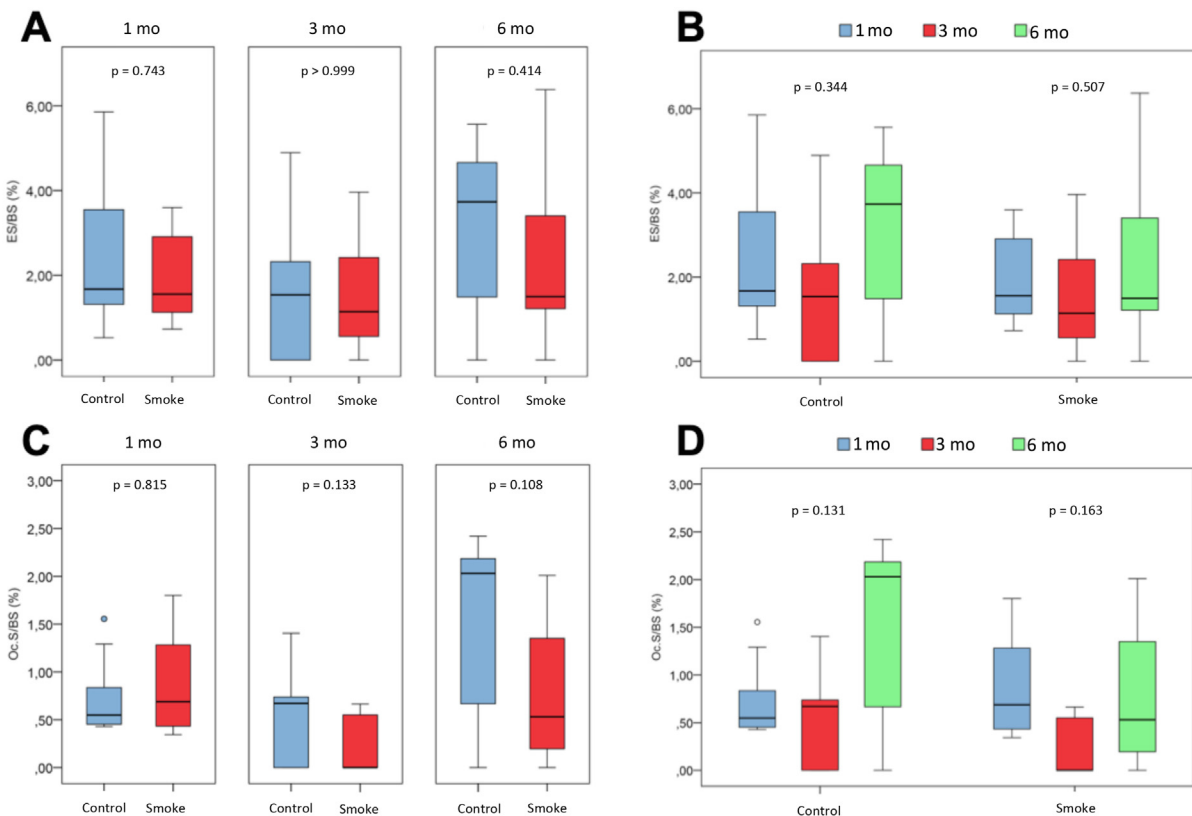 A
1 mo 3 mo 6 mo
p = 0.743 p > 0.999 p = 0.414
ES/BS (%)
6,00
4,00
2,00
,00
Control Smoke Control Smoke Control Smoke
B
1 mo 3 mo 6 mo
p = 0.344 p = 0.507
ES/BS (%)
6,00
4,00
2,00
,00
Control Smoke
C
1 mo 3 mo 6 mo
p = 0.815 p = 0.133 p = 0.108
Oc.S/BS (%)
3,00
2,50
2,00
1,50
1,00
,50
,00
Control Smoke Control Smoke Control Smoke
D
1 mo 3 mo 6 mo
p = 0.131 p = 0.163
Oc.S/BS (%)
3,00
2,50
2,00
1,50
1,00
,50
,00
Control Smoke